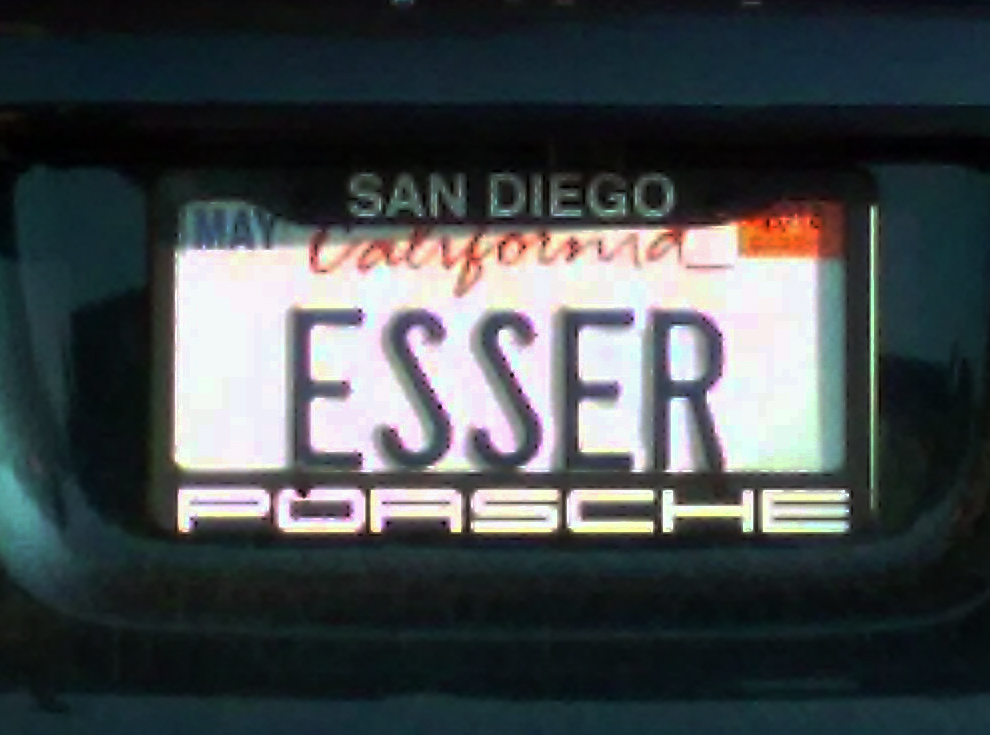 SAN DIEGO
MAY
California
ESSER
PORSCHE